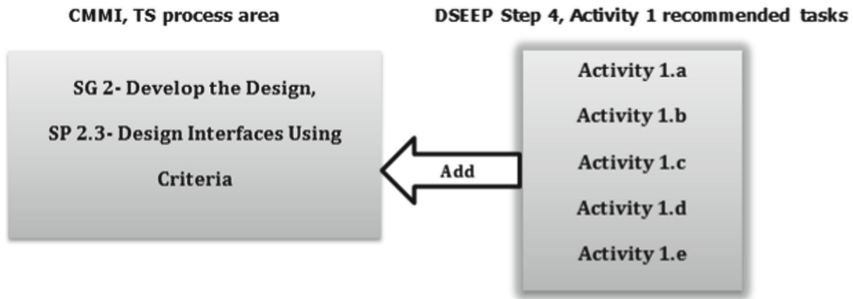 CMMI, TS process area
DSEEP Step 4, Activity 1 recommended tasks
SG 2- Develop the Design,
SP 2.3- Design Interfaces Using
Criteria
Add
Activity 1.a
Activity 1.b
Activity 1.c
Activity 1.d
Activity 1.e